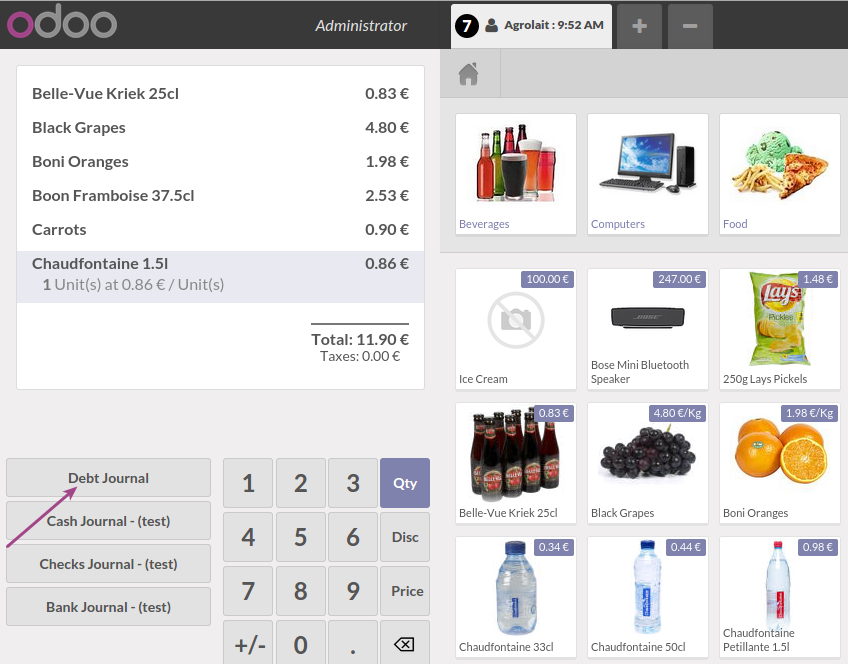 odoo
Administrator
7 Agrolait : 9:52 AM
+
−
Belle-Vue Kriek 25cl 0.83 €
Black Grapes 4.80 €
Boni Oranges 1.98 €
Boon Framboise 37.5cl 2.53 €
Carrots 0.90 €
Chaudfontaine 1.5l 0.86 €
1 Unit(s) at 0.86 € / Unit(s)
Total: 11.90 €
Taxes: 0.00 €
Debt Journal
Cash Journal - (test)
Checks Journal - (test)
Bank Journal - (test)
1 2 3 Qty
4 5 6 Disc
7 8 9 Price
+/- 0 .
Beverages
Computers
Food
100.00 €
Ice Cream
247.00 €
Bose Mini Bluetooth
Speaker
BOSE
1.48 €
Lay's
Pickles
250g Lays Pickels
0.83 €
Belle-Vue Kriek 25cl
4.80 €/Kg
Black Grapes
1.98 €/Kg
Boni Oranges
0.34 €
Chaudfontaine 33cl
0.44 €
Chaudfontaine 50cl
0.98 €
Chaudfontaine
Petillante 1.5l